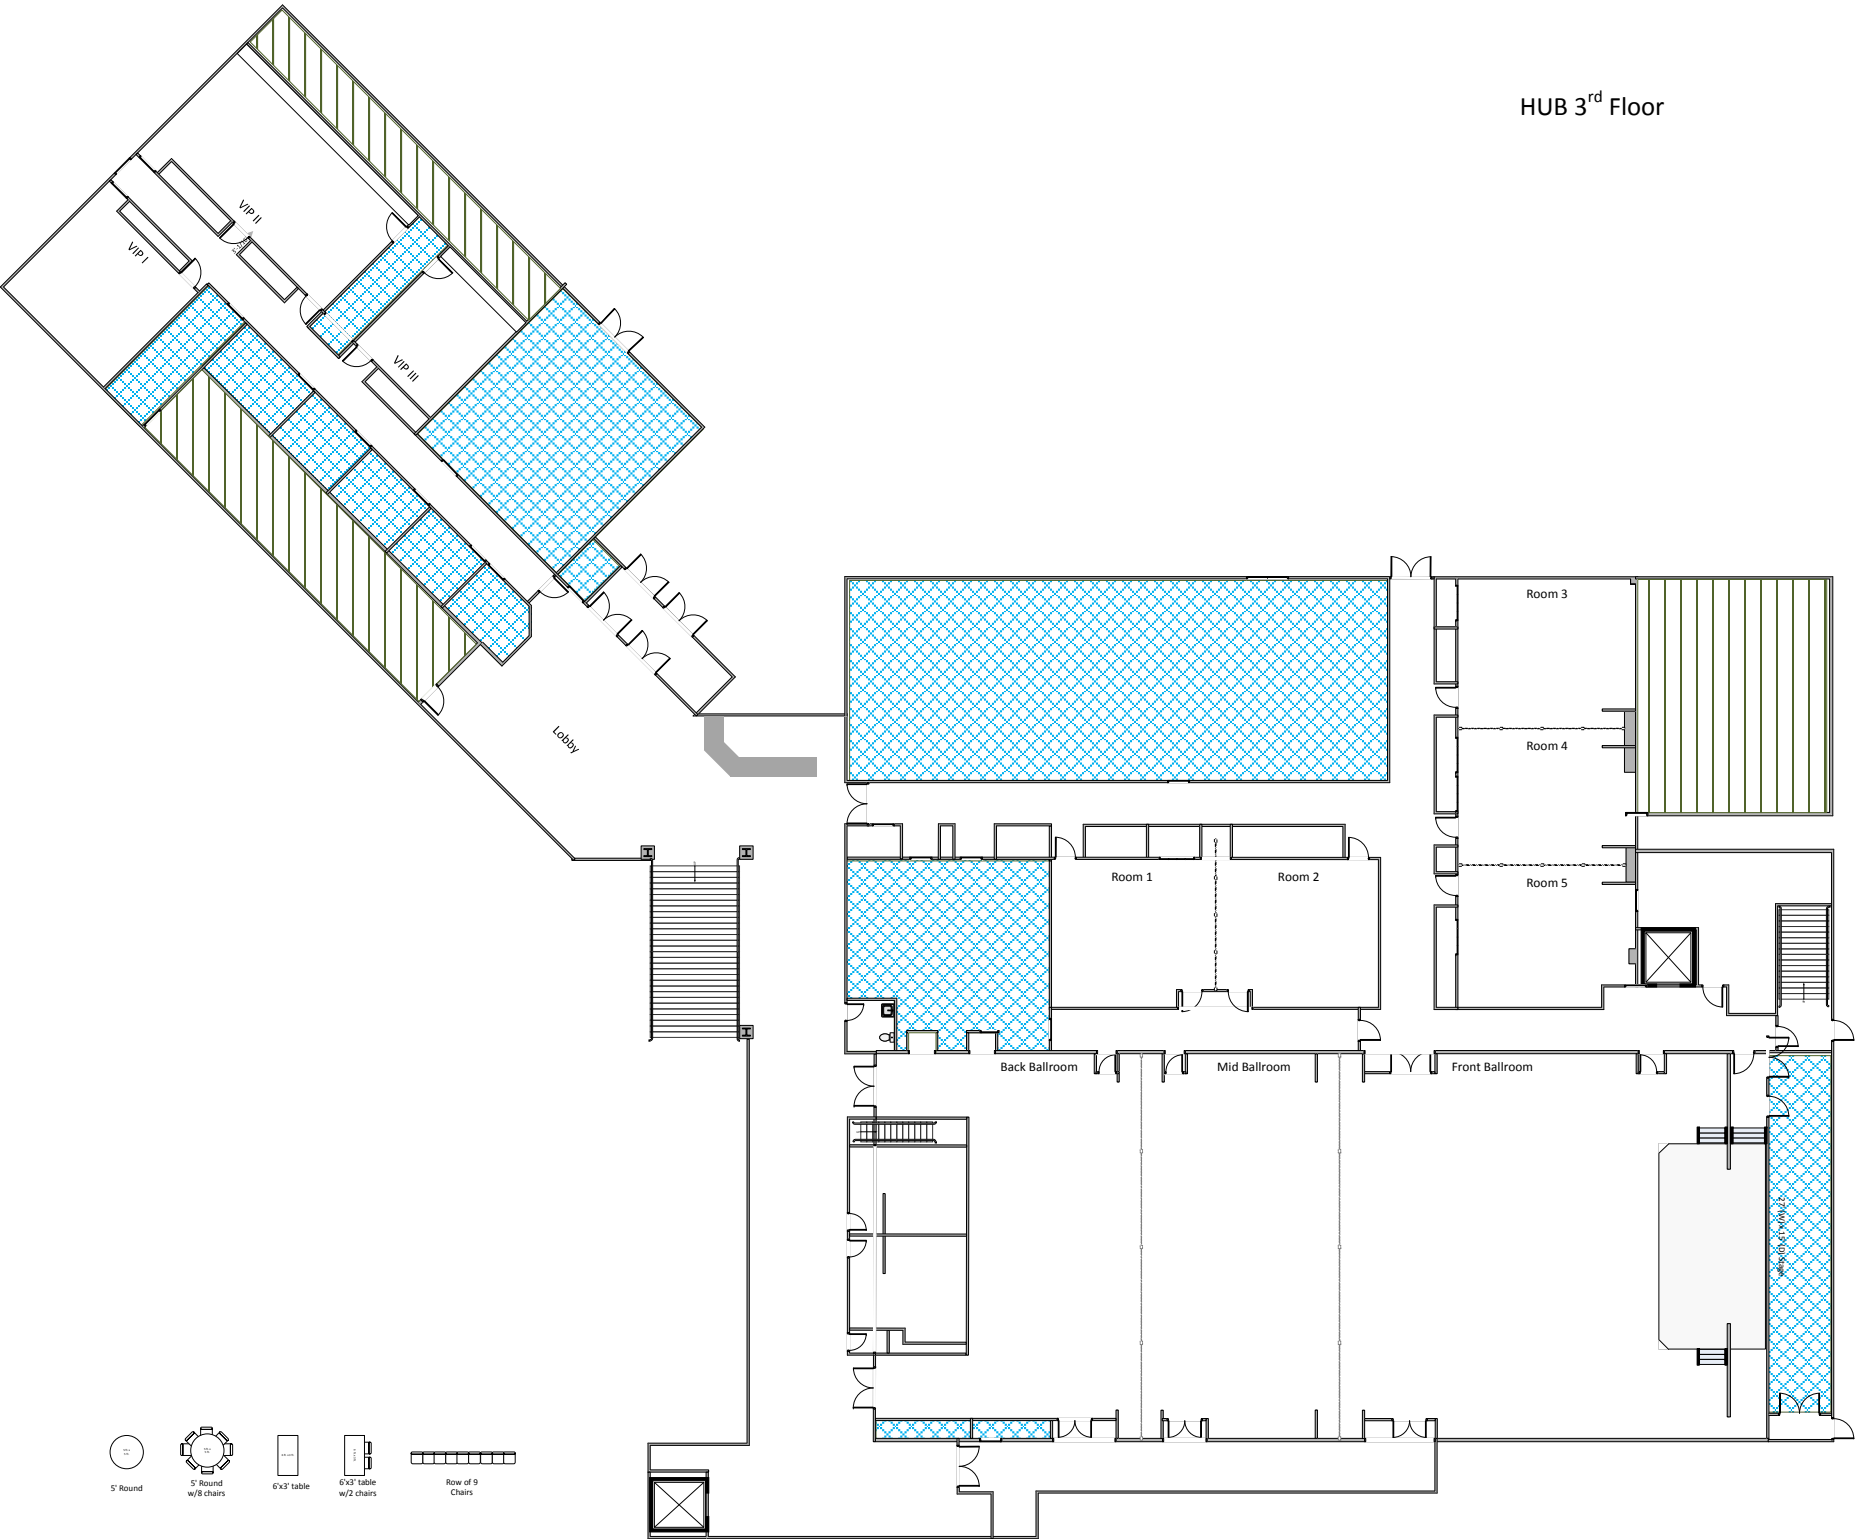 HUB 3rd Floor
VIP II
VIP I
VIP III
Room 3
Lobby
Room 4
Room 1
Room 2
Room 5
Back Ballroom
Mid Ballroom
Front Ballroom
5' Round
5' Round
w/8 chairs
6'x3' table
6'x3' table
w/2 chairs
Row of 9
Chairs